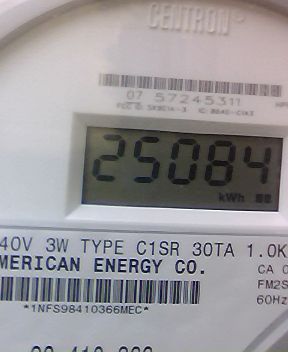 CENTRON®
07 57245311
25084
kWh
40V 3W TYPE C1SR 30TA 1.0K
MERICAN ENERGY CO.
CA 0
FM2S
60Hz
*1NFS98410366MEC*